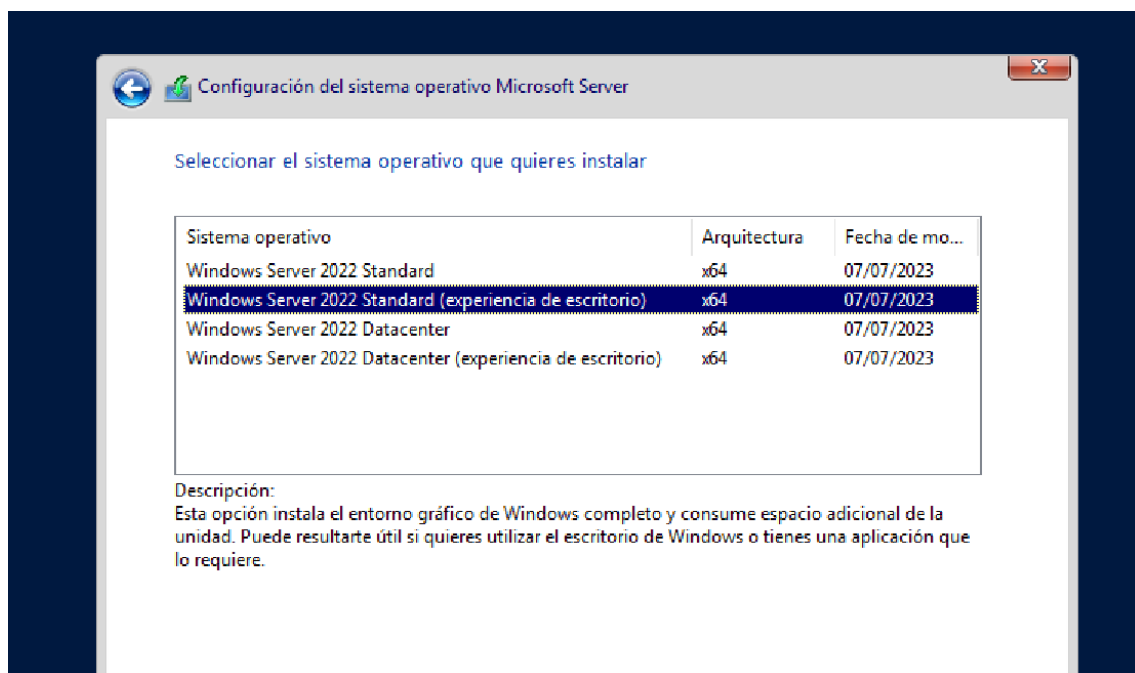 Configuración del sistema operativo Microsoft Server
Seleccionar el sistema operativo que quieres instalar
Sistema operativo Arquitectura Fecha de mo...
Windows Server 2022 Standard x64 07/07/2023
Windows Server 2022 Standard (experiencia de escritorio) x64 07/07/2023
Windows Server 2022 Datacenter x64 07/07/2023
Windows Server 2022 Datacenter (experiencia de escritorio) x64 07/07/2023
Descripción:
Esta opción instala el entorno gráfico de Windows completo y consume espacio adicional de la
unidad. Puede resultarte útil si quieres utilizar el escritorio de Windows o tienes una aplicación que
lo requiere.